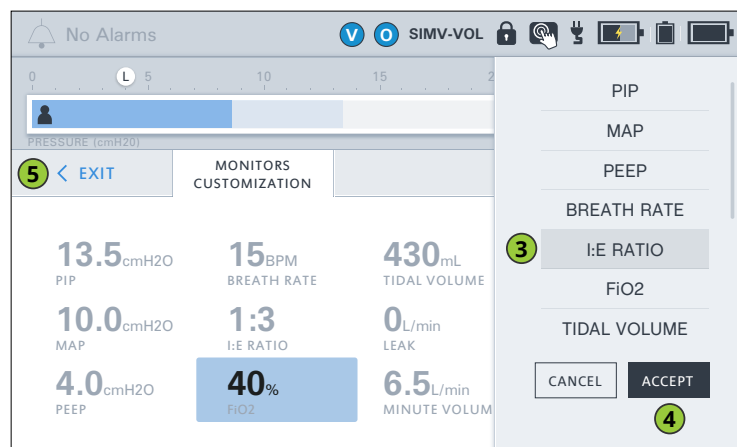 No Alarms
V O SIMV-VOL
0 L 5 10 15 2
PRESSURE (cmH20)
5 EXIT
MONITORS
CUSTOMIZATION
13.5cmH2O 15BPM 430mL
PIP BREATH RATE TIDAL VOLUME
10.0cmH2O 1:3 0L/min
MAP I:E RATIO LEAK
4.0cmH2O 40% 6.5L/min
PEEP FiO2 MINUTE VOLUM
PIP
MAP
PEEP
BREATH RATE
3 I:E RATIO
FiO2
TIDAL VOLUME
CANCEL ACCEPT
4